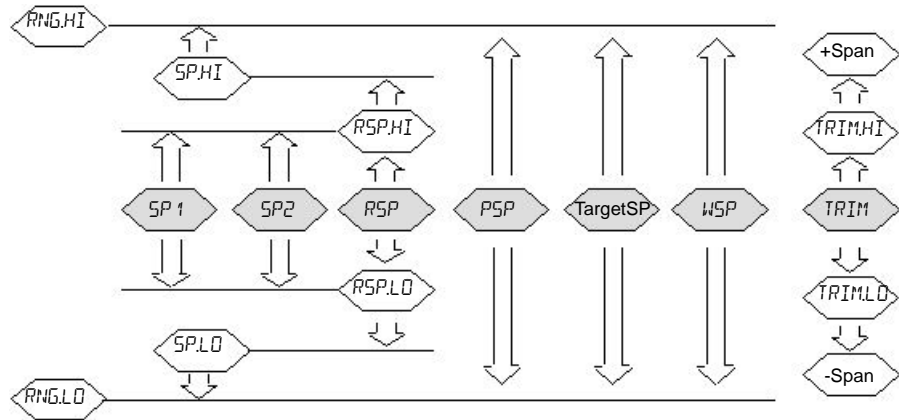 RNG.HI
+Span
SP.HI
RSP.HI
TRIM.HI
SP1
SP2
RSP
PSP
TargetSP
WSP
TRIM
RSP.LO
TRIM.LO
SP.LO
-Span
RNG.LO